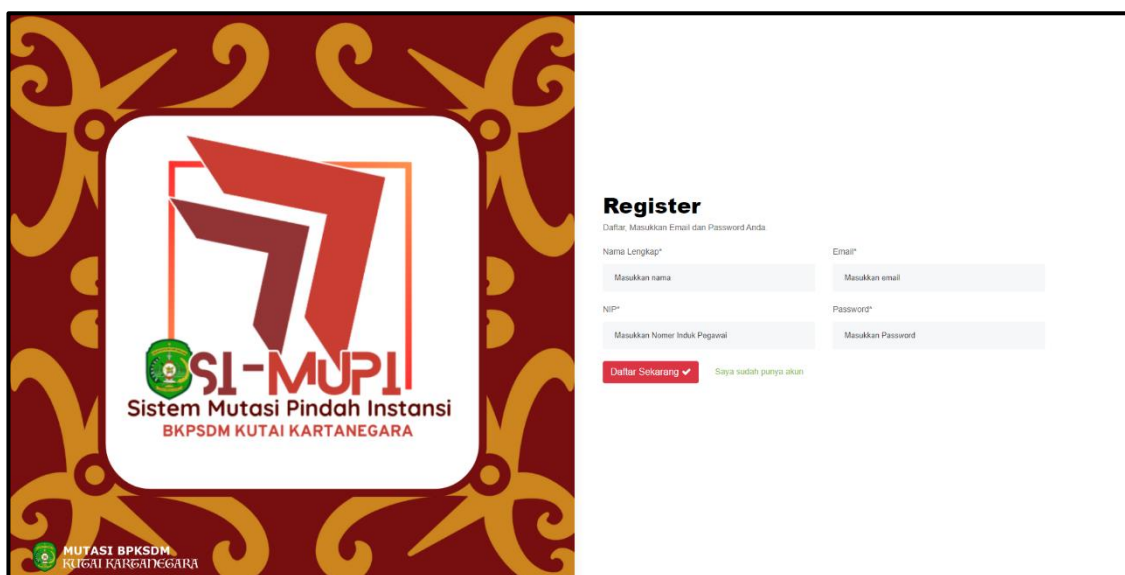 SI-MUPI
Sistem Mutasi Pindah Instansi
BKPSDM KUTAI KARTANEGARA
MUTASI BPKSDM
KUTAI KARTANEGARA
Register
Daftar, Masukkan Email dan Password Anda
Nama Lengkap*
Email*
Masukkan nama
Masukkan email
NIP*
Password*
Masukkan Nomer Induk Pegawai
Masukkan Password
Daftar Sekarang ✔
Saya sudah punya akun